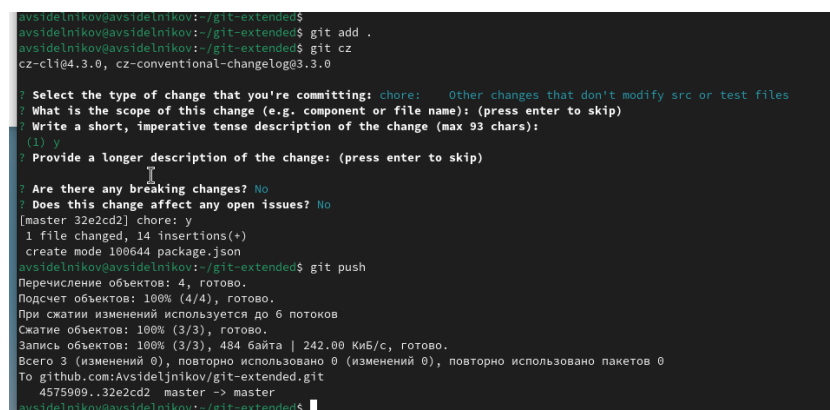 avsidelnikov@avsidelnikov:~/git-extended$
avsidelnikov@avsidelnikov:~/git-extended$ git add .
avsidelnikov@avsidelnikov:~/git-extended$ git cz
cz-cli@4.3.0, cz-conventional-changelog@3.3.0
? Select the type of change that you're committing: chore:    Other changes that don't modify src or test files
? What is the scope of this change (e.g. component or file name): (press enter to skip)
? Write a short, imperative tense description of the change (max 93 chars):
(1) y
? Provide a longer description of the change: (press enter to skip)
? Are there any breaking changes? No
? Does this change affect any open issues? No
[master 32e2cd2] chore: y
1 file changed, 14 insertions(+)
create mode 100644 package.json
avsidelnikov@avsidelnikov:~/git-extended$ git push
Перечисление объектов: 4, готово.
Подсчет объектов: 100% (4/4), готово.
При сжатии изменений используется до 6 потоков
Сжатие объектов: 100% (3/3), готово.
Запись объектов: 100% (3/3), 484 байта | 242.00 КиБ/с, готово.
Всего 3 (изменений 0), повторно использовано 0 (изменений 0), повторно использовано пакетов 0
To github.com:Avsideljnikov/git-extended.git
4575909..32e2cd2  master -> master
avsidelnikov@avsidelnikov:~/git-extended$